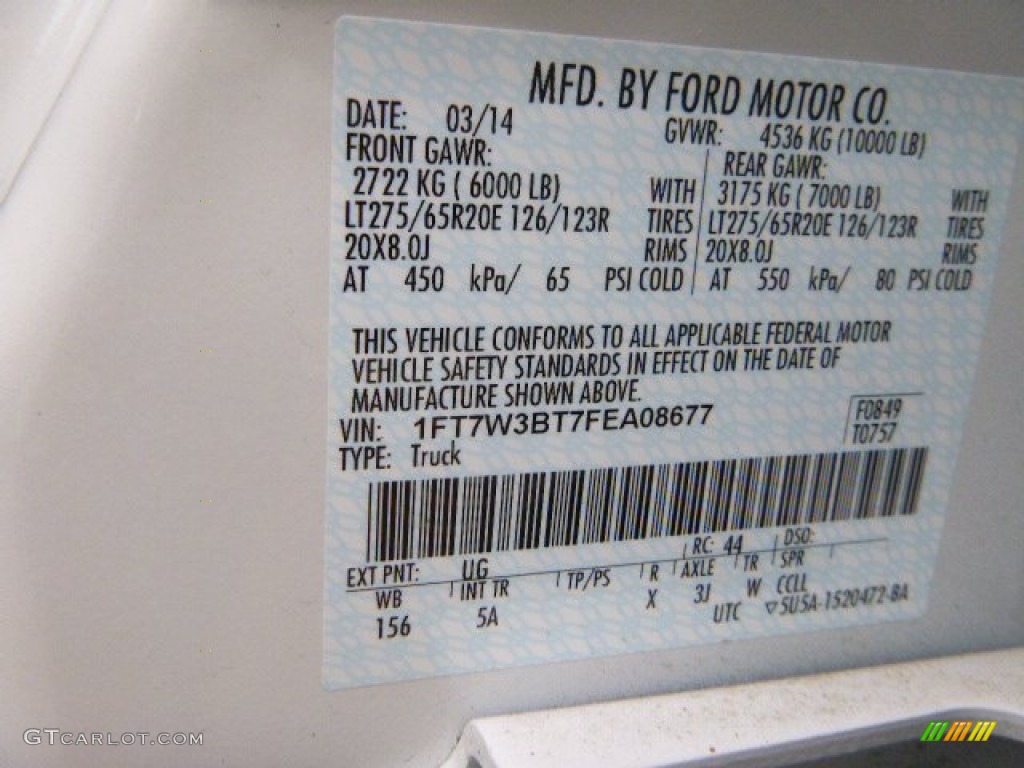 MFD. BY FORD MOTOR CO.
DATE: 03/14 GVWR: 4536 KG (10000 LB)
FRONT GAWR: REAR GAWR:
2722 KG ( 6000 LB) WITH 3175 KG ( 7000 LB) WITH
LT275/65R20E 126/123R TIRES LT275/65R20E 126/123R TIRES
20X8.0J RIMS 20X8.0J RIMS
AT 450 kPa/ 65 PSI COLD AT 550 kPa/ 80 PSI COLD
THIS VEHICLE CONFORMS TO ALL APPLICABLE FEDERAL MOTOR
VEHICLE SAFETY STANDARDS IN EFFECT ON THE DATE OF
MANUFACTURE SHOWN ABOVE.
VIN: 1FT7W3BT7FEA08677 F0849
TYPE: Truck T0757
EXT PNT: UG RC: 44 DSO:
WB INT TR TP/PS R AXLE TR SPR
156 5A X 3J W CCLL
UTC ▽5U5A-1520472-BA
GTCARLOT.COM